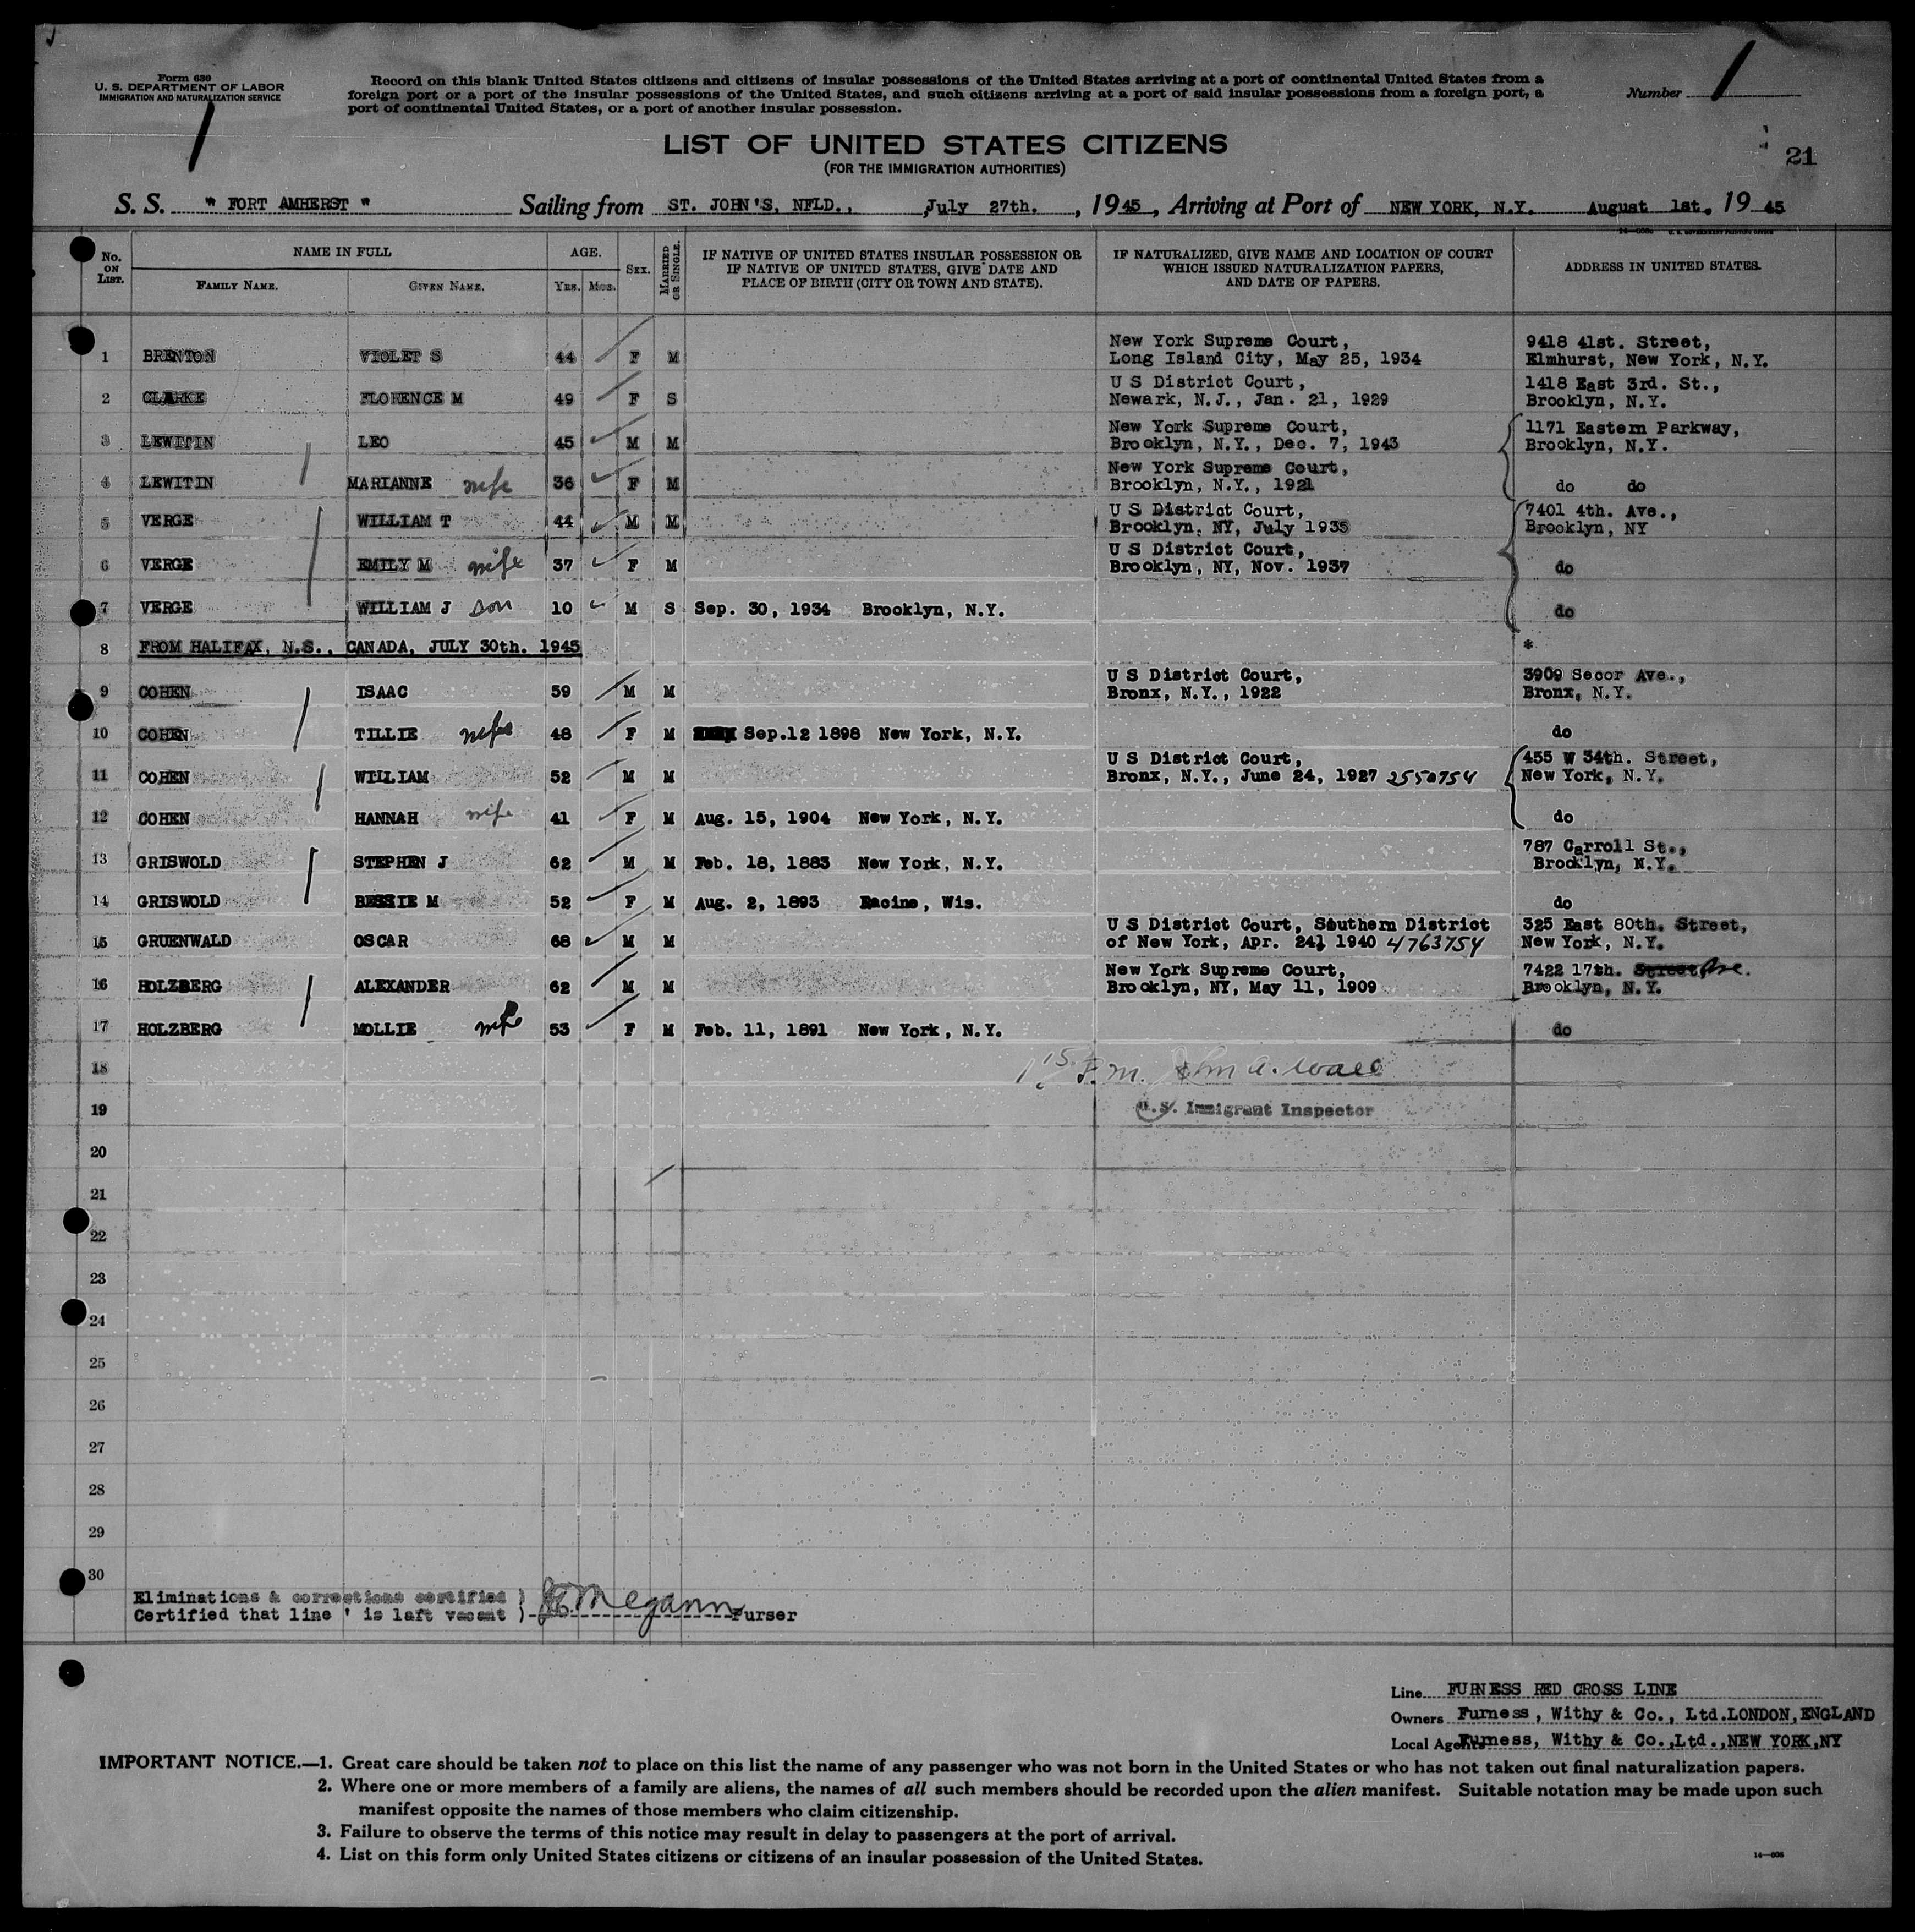 Form 630
U. S. DEPARTMENT OF LABOR
IMMIGRATION AND NATURALIZATION SERVICE
1
Record on this blank United States citizens and citizens of insular possessions of the United States arriving at a port of continental United States from a
foreign port or a port of the insular possessions of the United States, and such citizens arriving at a port of said insular possessions from a foreign port, a
port of continental United States, or a port of another insular possession.
Number 1
LIST OF UNITED STATES CITIZENS
(FOR THE IMMIGRATION AUTHORITIES)
21
S. S. " FORT AMHERST " Sailing from ST. JOHN'S, NFLD., July 27th. , 1945, Arriving at Port of NEW YORK, N.Y. August 1st, 1945
No. ON LIST. NAME IN FULL AGE. SEX. MARRIED OR SINGLE. IF NATIVE OF UNITED STATES INSULAR POSSESSION OR IF NATIVE OF UNITED STATES, GIVE DATE AND PLACE OF BIRTH (CITY OR TOWN AND STATE). IF NATURALIZED, GIVE NAME AND LOCATION OF COURT WHICH ISSUED NATURALIZATION PAPERS, AND DATE OF PAPERS. ADDRESS IN UNITED STATES.
FAMILY NAME. GIVEN NAME. YRS. MOS.
1 BRENTON VIOLET S 44 F M New York Supreme Court, Long Island City, May 25, 1934 9418 41st. Street, Elmhurst, New York, N.Y.
2 CLARKE FLORENCE M 49 F S U S District Court, Newark, N.J., Jan. 21, 1929 1418 East 3rd. St., Brooklyn, N.Y.
3 LEWITIN LEO 45 M M New York Supreme Court, Brooklyn, N.Y., Dec. 7, 1943 1171 Eastern Parkway, Brooklyn, N.Y.
4 LEWITIN MARIANNE wife 36 F M New York Supreme Court, Brooklyn, N.Y., 1921 do do
5 VERGE WILLIAM T 44 M M U S District Court, Brooklyn, NY, July 1935 7401 4th. Ave., Brooklyn, NY
6 VERGE EMILY M wife 37 F M U S District Court, Brooklyn, NY, Nov. 1937 do
7 VERGE WILLIAM J son 10 M S Sep. 30, 1934 Brooklyn, N.Y. do
8 FROM HALIFAX, N.S., CANADA, JULY 30th. 1945 *
9 COHEN ISAAC 59 M M U S District Court, Bronx, N.Y., 1922 3909 Secor Ave., Bronx, N.Y.
10 COHEN TILLIE wife 48 F M Sep.12 1898 New York, N.Y. do
11 COHEN WILLIAM 52 M M U S District Court, Bronx, N.Y., June 24, 1927 2550754 455 W 34th. Street, New York, N.Y.
12 COHEN HANNAH wife 41 F M Aug. 15, 1904 New York, N.Y. do
13 GRISWOLD STEPHEN J 62 M M Feb. 18, 1883 New York, N.Y. 787 Carroll St., Brooklyn, N.Y.
14 GRISWOLD BESSIE M 52 F M Aug. 2, 1893 Racine, Wis. do
15 GRUENWALD OSCAR 68 M M U S District Court, Southern District of New York, Apr. 24, 1940 4763754 325 East 80th. Street, New York, N.Y.
16 HOLZBERG ALEXANDER 62 M M New York Supreme Court, Brooklyn, NY, May 11, 1909 7422 17th. Street Ave. Brooklyn, N.Y.
17 HOLZBERG MOLLIE wife 53 F M Feb. 11, 1891 New York, N.Y. do
18 1 15 P.M. John A. Wall
19 U.S. Immigrant Inspector
20
21
22
23
24
25
26
27
28
29
30
Eliminations & corrections certified )
Certified that line ' is left vacant ) Megann Purser
Line FURNESS RED CROSS LINE
Owners Furness, Withy & Co., Ltd. LONDON, ENGLAND
Local Agents Furness, Withy & Co.,Ltd.,NEW YORK,NY
IMPORTANT NOTICE.—1. Great care should be taken not to place on this list the name of any passenger who was not born in the United States or who has not taken out final naturalization papers.
2. Where one or more members of a family are aliens, the names of all such members should be recorded upon the alien manifest. Suitable notation may be made upon such
manifest opposite the names of those members who claim citizenship.
3. Failure to observe the terms of this notice may result in delay to passengers at the port of arrival.
4. List on this form only United States citizens or citizens of an insular possession of the United States.